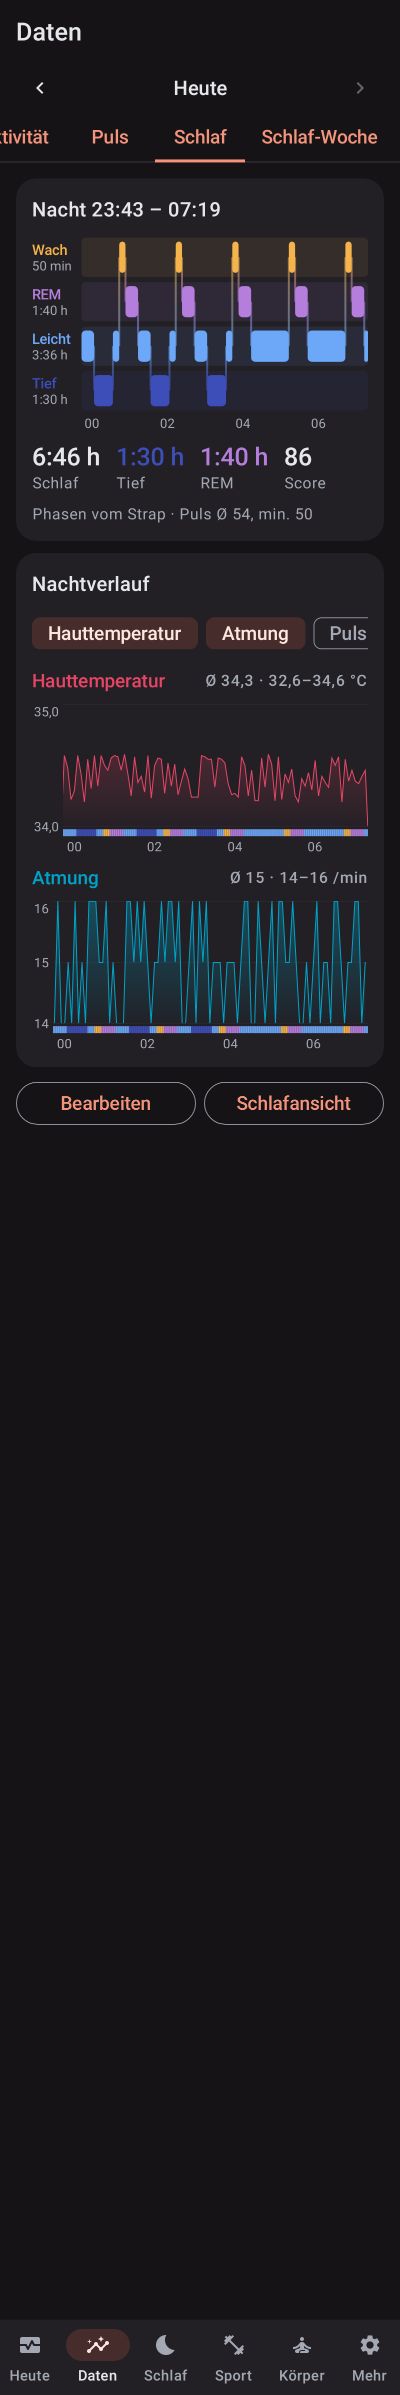 Daten
Heute
ktivität Puls Schlaf Schlaf-Woche
Nacht 23:43 – 07:19
Wach
50 min
REM
1:40 h
Leicht
3:36 h
Tief
1:30 h
00 02 04 06
6:46 h 1:30 h 1:40 h 86
Schlaf Tief REM Score
Phasen vom Strap · Puls Ø 54, min. 50
Nachtverlauf
Hauttemperatur Atmung Puls
Hauttemperatur Ø 34,3 · 32,6–34,6 °C
35,0
34,0
00 02 04 06
Atmung Ø 15 · 14–16 /min
16
15
14
00 02 04 06
Bearbeiten Schlafansicht
Heute Daten Schlaf Sport Körper Mehr